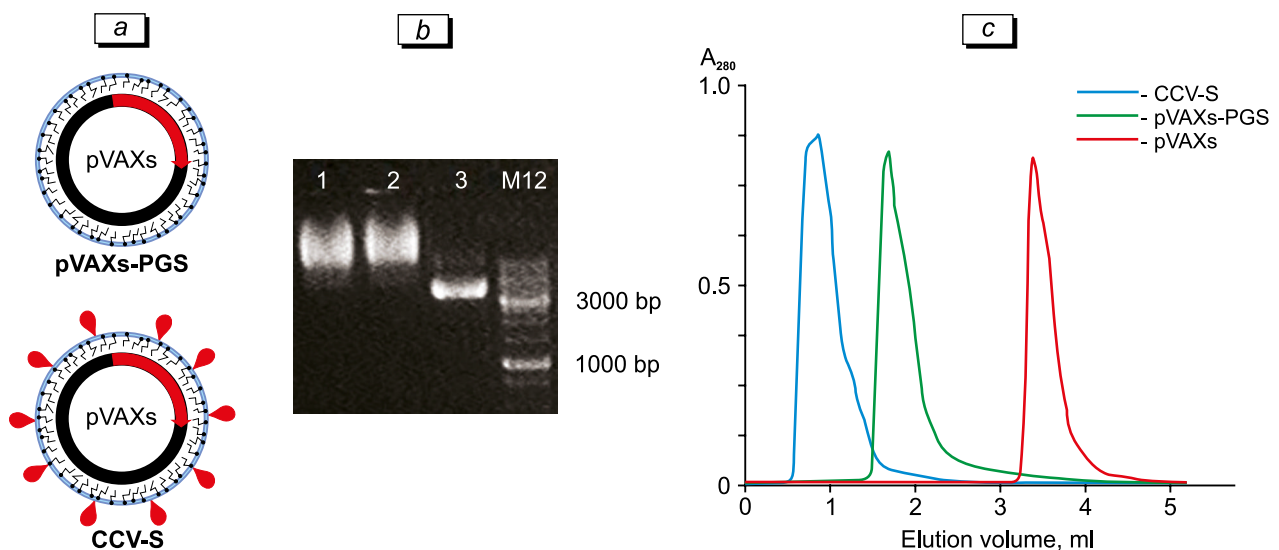 a
pVAXs
pVAXs-PGS
pVAXs
CCV-S
b
1 2 3 M12
3000 bp
1000 bp
c
A280
1.0
0.5
0
0 1 2 3 4 5
Elution volume, ml
- CCV-S
- pVAXs-PGS
- pVAXs